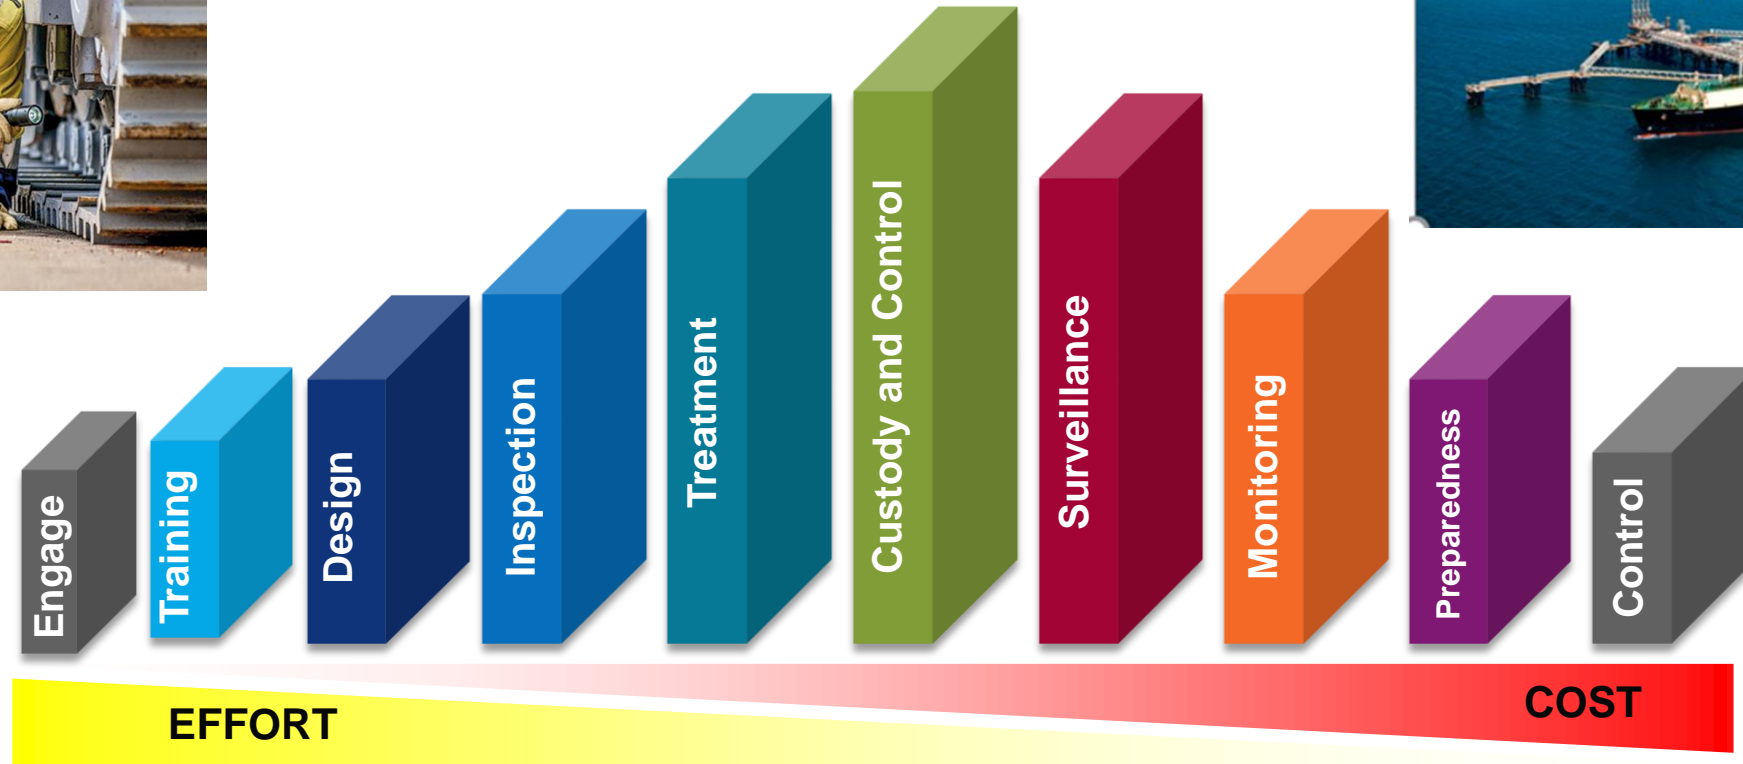 Engage
Training
Design
Inspection
Treatment
Custody and Control
Surveillance
Monitoring
Preparedness
Control
EFFORT
COST